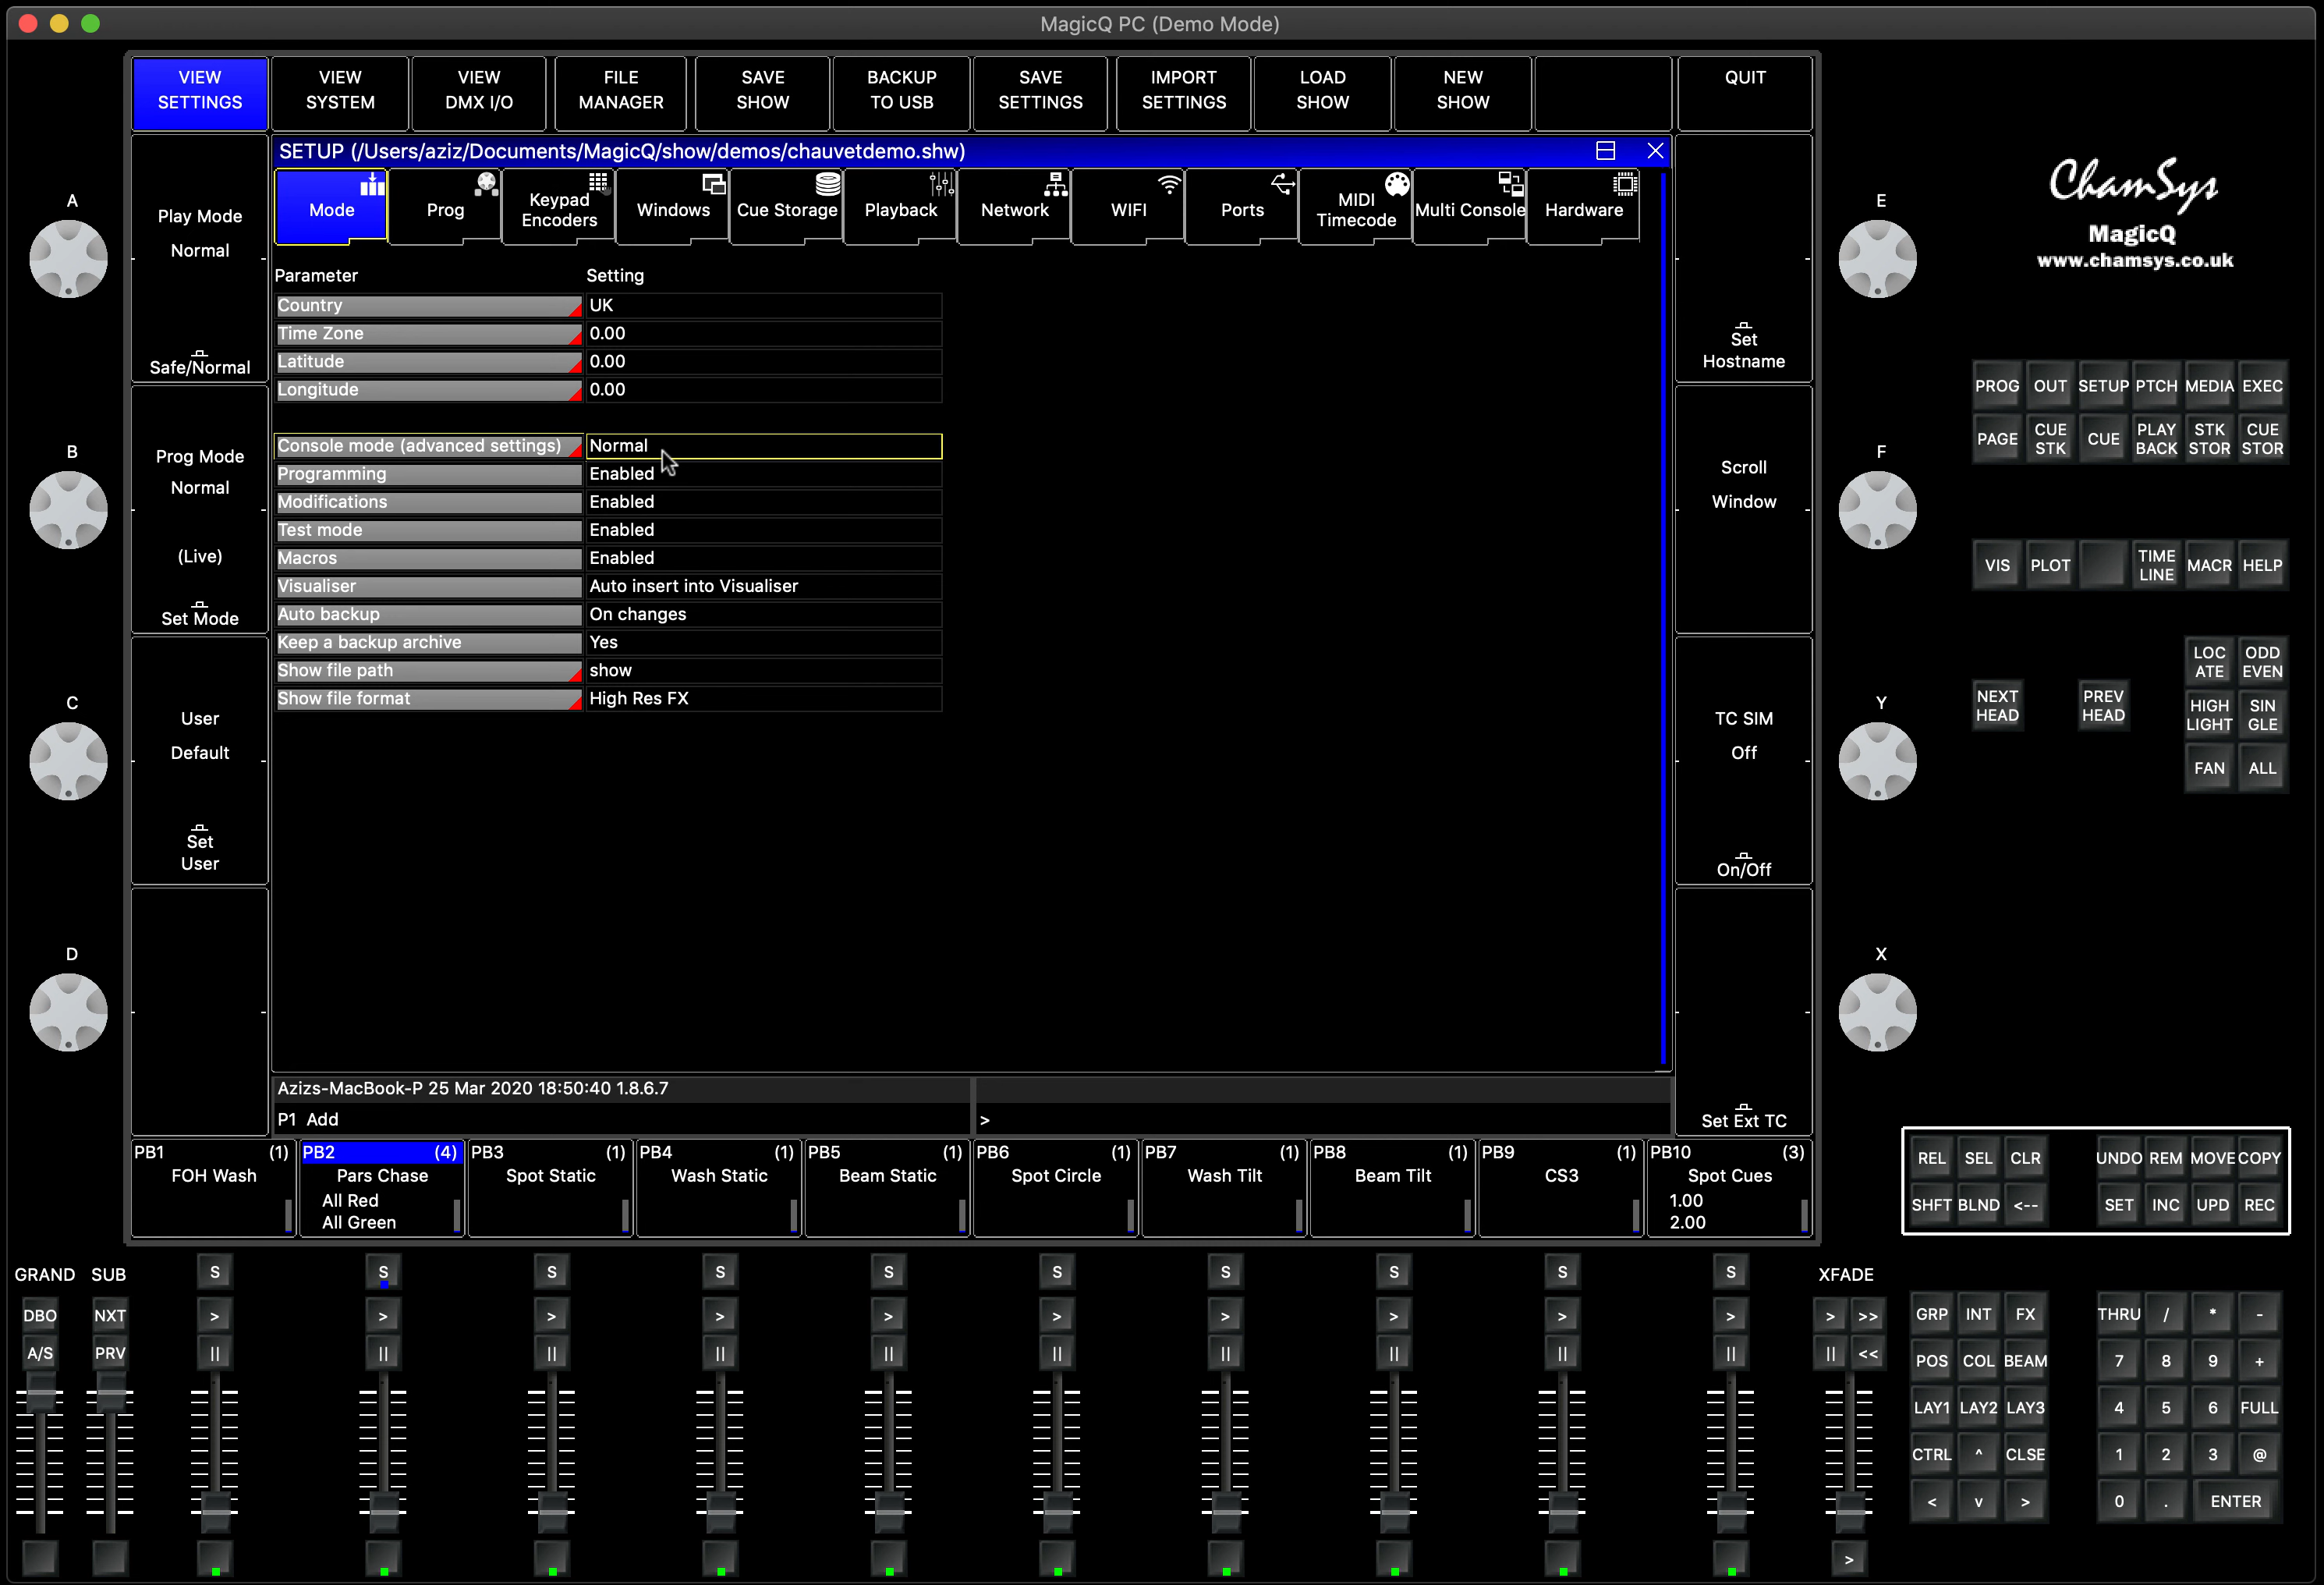 MagicQ PC (Demo Mode)
VIEW SETTINGS
VIEW SYSTEM
VIEW DMX I/O
FILE MANAGER
SAVE SHOW
BACKUP TO USB
SAVE SETTINGS
IMPORT SETTINGS
LOAD SHOW
NEW SHOW
QUIT
SETUP (/Users/aziz/Documents/MagicQ/show/demos/chauvetdemo.shw)
Mode
Prog
Keypad Encoders
Windows
Cue Storage
Playback
Network
WIFI
Ports
MIDI Timecode
Multi Console
Hardware
A
Play Mode
Normal
Safe/Normal
B
Prog Mode
Normal
(Live)
Set Mode
C
User
Default
Set
User
D
Parameter Setting
Country UK
Time Zone 0.00
Latitude 0.00
Longitude 0.00
Console mode (advanced settings) Normal
Programming Enabled
Modifications Enabled
Test mode Enabled
Macros Enabled
Visualiser Auto insert into Visualiser
Auto backup On changes
Keep a backup archive Yes
Show file path show
Show file format High Res FX
Set
Hostname
E
Scroll
Window
F
TC SIM
Off
On/Off
Y
Set Ext TC
X
ChamSys
MagicQ
www.chamsys.co.uk
PROG OUT SETUP PTCH MEDIA EXEC
PAGE CUE STK CUE PLAY BACK STK STOR CUE STOR
VIS PLOT TIME LINE MACR HELP
LOC ATE ODD EVEN
NEXT HEAD PREV HEAD HIGH LIGHT SIN GLE
FAN ALL
Azizs-MacBook-P 25 Mar 2020 18:50:40 1.8.6.7
P1 Add
>
PB1 (1)
FOH Wash
PB2 (4)
Pars Chase
All Red
All Green
PB3 (1)
Spot Static
PB4 (1)
Wash Static
PB5 (1)
Beam Static
PB6 (1)
Spot Circle
PB7 (1)
Wash Tilt
PB8 (1)
Beam Tilt
PB9 (1)
CS3
PB10 (3)
Spot Cues
1.00
2.00
REL SEL CLR UNDO REM MOVE COPY
SHFT BLND <-- SET INC UPD REC
GRAND SUB S S S S S S S S S S XFADE
DBO NXT > > > > > > > > > > > >>
A/S PRV || || || || || || || || || || || <<
>
GRP INT FX THRU / * -
POS COL BEAM 7 8 9 +
LAY1 LAY2 LAY3 4 5 6 FULL
CTRL ^ CLSE 1 2 3 @
< v > 0 . ENTER